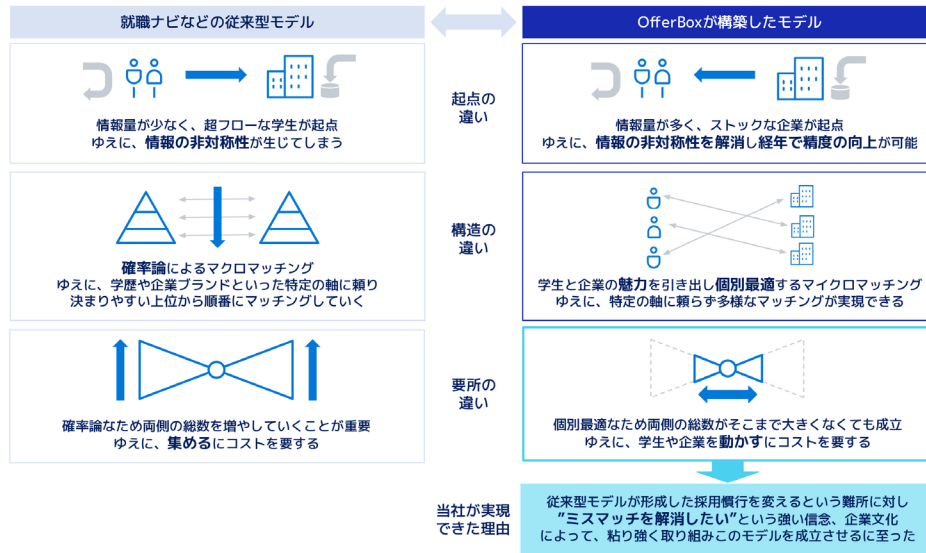 就職ナビなどの従来型モデル
OfferBoxが構築したモデル
情報量が少なく、超フローな学生が起点
ゆえに、情報の非対称性が生じてしまう
起点の
違い
情報量が多く、ストックな企業が起点
ゆえに、情報の非対称性を解消し経年で精度の向上が可能
確率論によるマクロマッチング
ゆえに、学歴や企業ブランドといった特定の軸に頼り
決まりやすい上位から順番にマッチングしていく
構造の
違い
学生と企業の魅力を引き出し個別最適するマイクロマッチング
ゆえに、特定の軸に頼らず多様なマッチングが実現できる
確率論なため両側の総数を増やしていくことが重要
ゆえに、集めるにコストを要する
要所の
違い
個別最適なため両側の総数がそこまで大きくなくても成立
ゆえに、学生や企業を動かすにコストを要する
当社が実現
できた理由
従来型モデルが形成した採用慣行を変えるという難所に対し
”ミスマッチを解消したい”という強い信念、企業文化
によって、粘り強く取り組みこのモデルを成立させるに至った